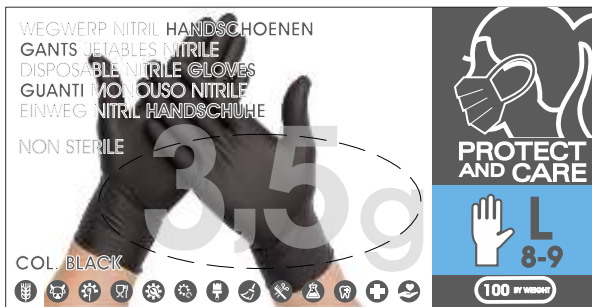 WEGWERP NITRIL HANDSCHOENEN
GANTS JETABLES NITRILE
DISPOSABLE NITRILE GLOVES
GUANTI MONOUSO NITRILE
EINWEG NITRIL HANDSCHUHE
NON STERILE
3,5g
COL. BLACK
PROTECT
AND CARE
L
8-9
100 BY WEIGHT